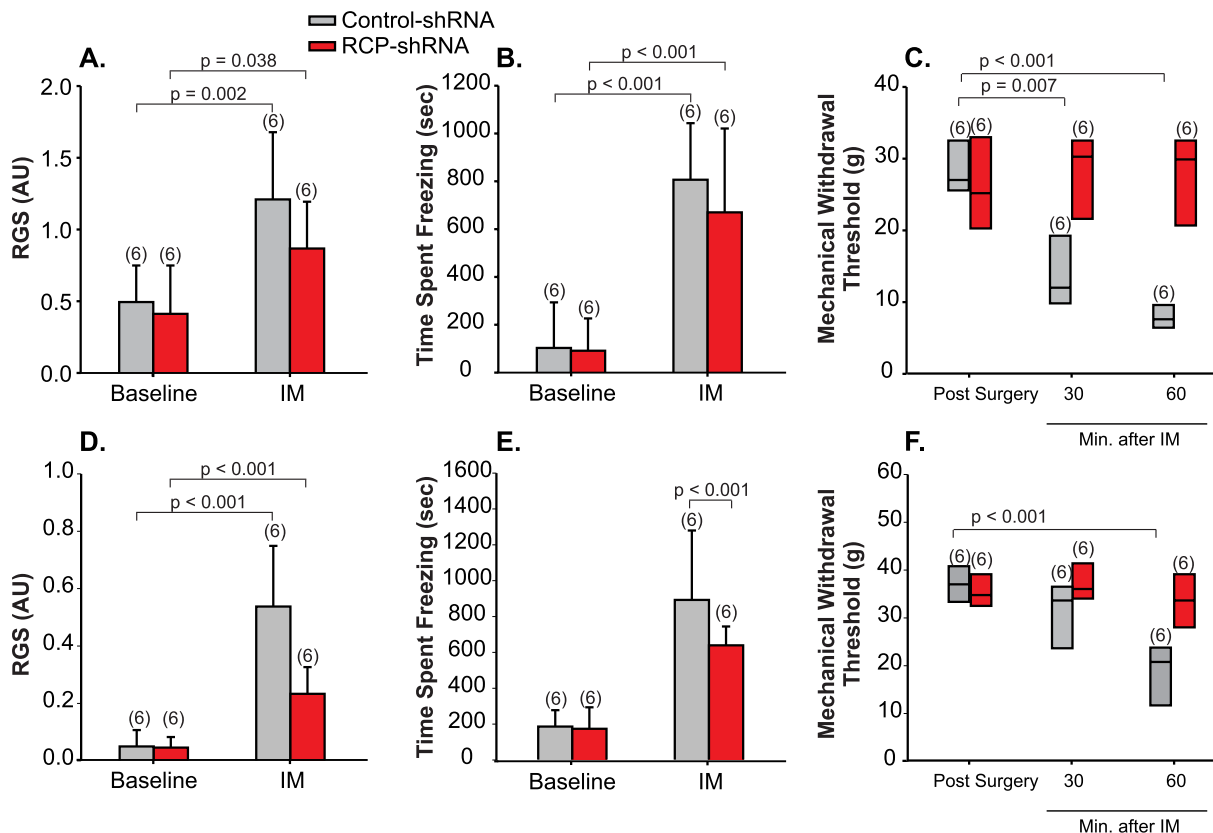 Control-shRNA
RCP-shRNA
A.
p = 0.038
p = 0.002
2.0
1.5
1.0
0.5
0.0
RGS (AU)
(6)
(6)
(6)
(6)
Baseline
IM
B.
p < 0.001
p < 0.001
1200
1000
800
600
400
200
0
Time Spent Freezing (sec)
(6)
(6)
(6)
(6)
Baseline
IM
C.
p < 0.001
p = 0.007
40
30
20
10
0
Mechanical Withdrawal
Threshold (g)
(6)
(6)
(6)
(6)
(6)
(6)
Post Surgery
30
60
Min. after IM
D.
p < 0.001
p < 0.001
1.0
0.8
0.6
0.4
0.2
0.0
RGS (AU)
(6)
(6)
(6)
(6)
Baseline
IM
E.
p < 0.001
1600
1400
1200
1000
800
600
400
200
0
Time Spent Freezing (sec)
(6)
(6)
(6)
(6)
Baseline
IM
F.
p < 0.001
60
50
40
30
20
10
0
Mechanical Withdrawal
Threshold (g)
(6)
(6)
(6)
(6)
(6)
(6)
Post Surgery
30
60
Min. after IM